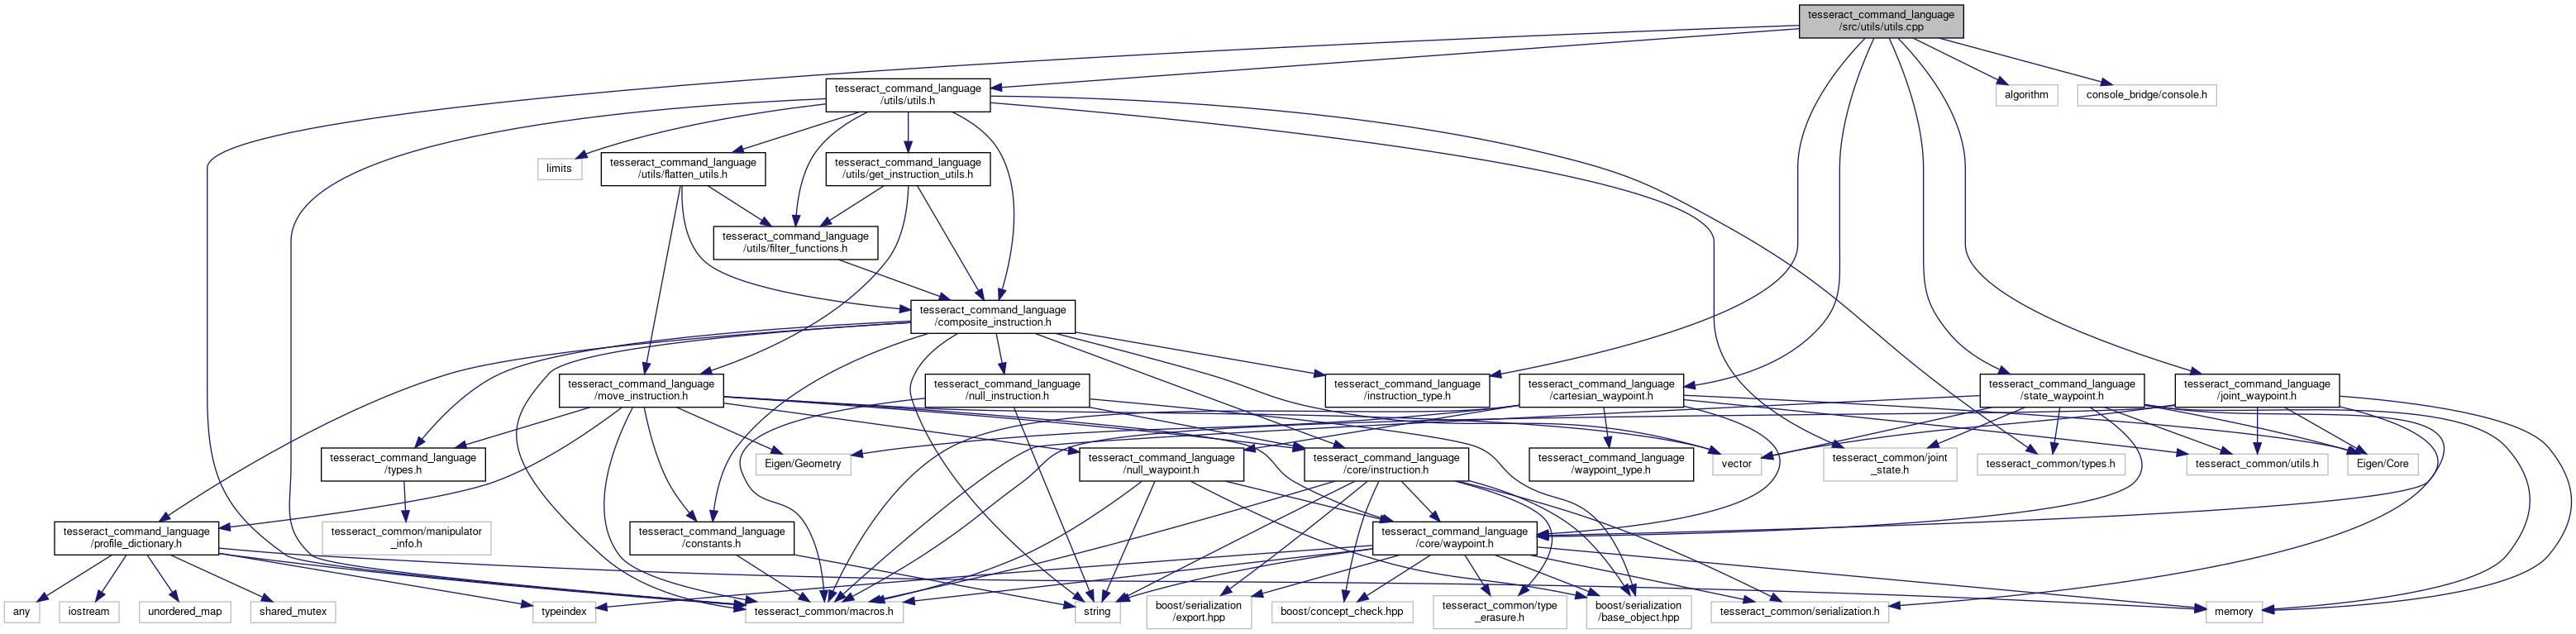 tesseract_command_language
/src/utils/utils.cpp
tesseract_command_language
/utils/utils.h
algorithm
console_bridge/console.h
limits
tesseract_command_language
/utils/flatten_utils.h
tesseract_command_language
/utils/get_instruction_utils.h
tesseract_command_language
/utils/filter_functions.h
tesseract_command_language
/composite_instruction.h
tesseract_command_language
/move_instruction.h
tesseract_command_language
/null_instruction.h
tesseract_command_language
/instruction_type.h
tesseract_command_language
/cartesian_waypoint.h
tesseract_command_language
/state_waypoint.h
tesseract_command_language
/joint_waypoint.h
tesseract_command_language
/types.h
Eigen/Geometry
tesseract_command_language
/null_waypoint.h
tesseract_command_language
/core/instruction.h
tesseract_command_language
/waypoint_type.h
vector
tesseract_common/joint
_state.h
tesseract_common/types.h
tesseract_common/utils.h
Eigen/Core
tesseract_command_language
/profile_dictionary.h
tesseract_common/manipulator
_info.h
tesseract_command_language
/constants.h
tesseract_command_language
/core/waypoint.h
any
iostream
unordered_map
shared_mutex
typeindex
tesseract_common/macros.h
string
boost/serialization
/export.hpp
boost/concept_check.hpp
tesseract_common/type
_erasure.h
boost/serialization
/base_object.hpp
tesseract_common/serialization.h
memory